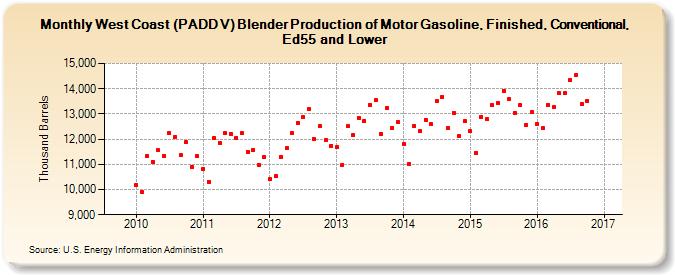 Monthly West Coast (PADD V) Blender Production of Motor Gasoline, Finished, Conventional,
Ed55 and Lower
Thousand Barrels
15,000
14,000
13,000
12,000
11,000
10,000
9,000
2010 2011 2012 2013 2014 2015 2016 2017
Source: U.S. Energy Information Administration